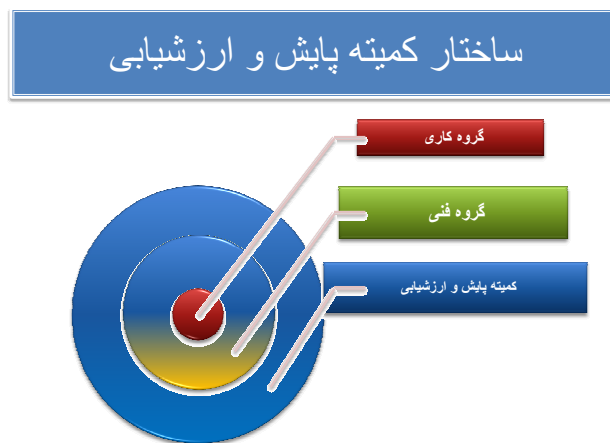 ساختار کمیته پایش و ارزشیابی
گروه کاری
گروه فنی
کمیته پایش و ارزشیابی